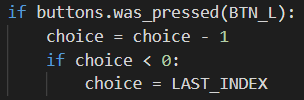 if buttons.was_pressed(BTN_L):
    choice = choice - 1
    if choice < 0:
        choice = LAST_INDEX